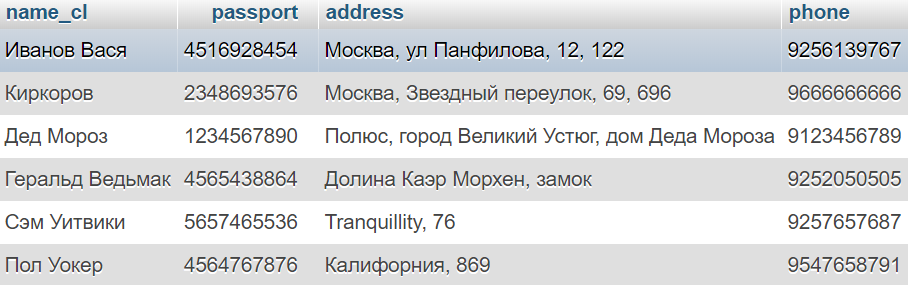 name_cl passport address phone
Иванов Вася 4516928454 Москва, ул Панфилова, 12, 122 9256139767
Киркоров 2348693576 Москва, Звездный переулок, 69, 696 9666666666
Дед Мороз 1234567890 Полюс, город Великий Устюг, дом Деда Мороза 9123456789
Геральд Ведьмак 4565438864 Долина Каэр Морхен, замок 9252050505
Сэм Уитвики 5657465536 Tranquillity, 76 9257657687
Пол Уокер 4564767876 Калифорния, 869 9547658791